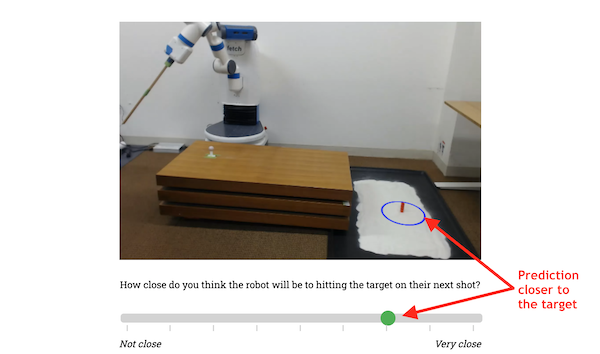 fetch
How close do you think the robot will be to hitting the target on their next shot?
Prediction
closer to
the target
Not close
Very close